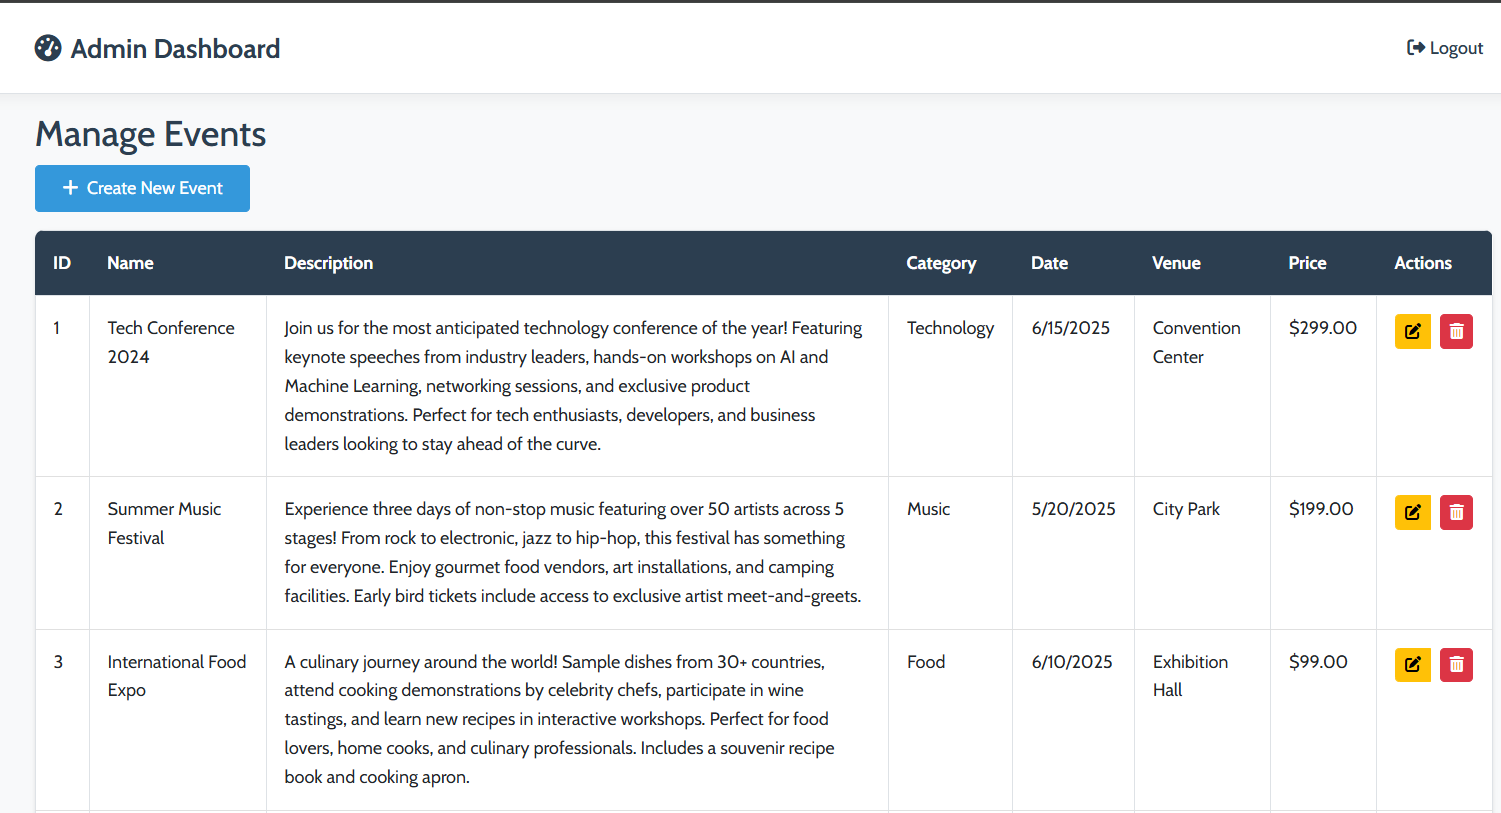 Admin Dashboard
Logout
Manage Events
Create New Event
ID Name Description Category Date Venue Price Actions
1 Tech Conference Join us for the most anticipated technology conference of the year! Featuring Technology 6/15/2025 Convention $299.00
2024 keynote speeches from industry leaders, hands-on workshops on AI and Center
Machine Learning, networking sessions, and exclusive product
demonstrations. Perfect for tech enthusiasts, developers, and business
leaders looking to stay ahead of the curve.
2 Summer Music Experience three days of non-stop music featuring over 50 artists across 5 Music 5/20/2025 City Park $199.00
Festival stages! From rock to electronic, jazz to hip-hop, this festival has something
for everyone. Enjoy gourmet food vendors, art installations, and camping
facilities. Early bird tickets include access to exclusive artist meet-and-greets.
3 International Food A culinary journey around the world! Sample dishes from 30+ countries, Food 6/10/2025 Exhibition $99.00
Expo attend cooking demonstrations by celebrity chefs, participate in wine Hall
tastings, and learn new recipes in interactive workshops. Perfect for food
lovers, home cooks, and culinary professionals. Includes a souvenir recipe
book and cooking apron.